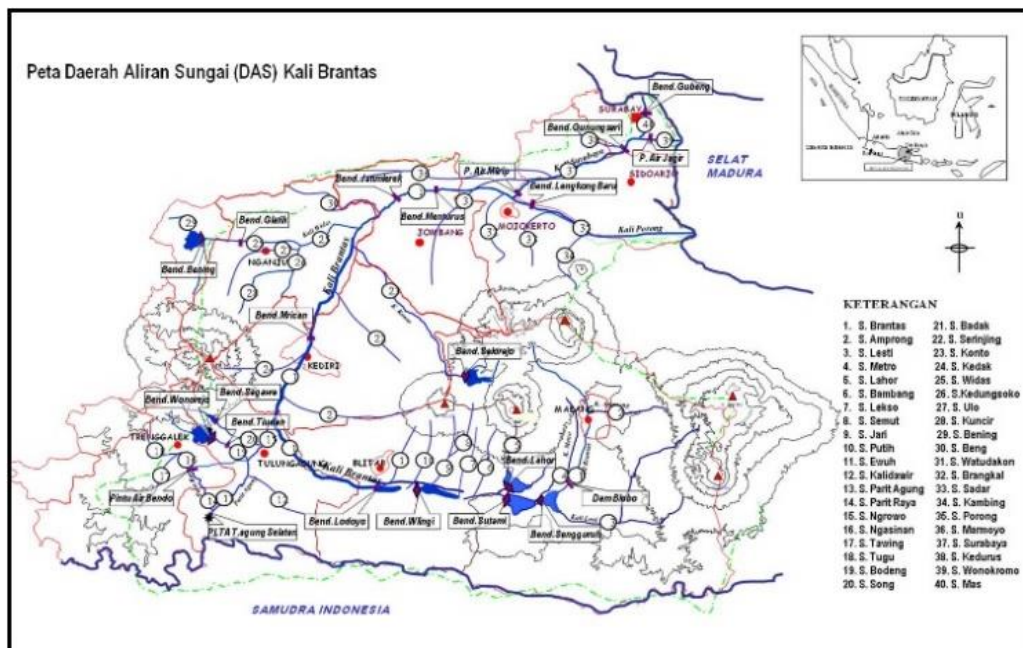 Peta Daerah Aliran Sungai (DAS) Kali Brantas
Bend.Gubeng
SURABAY
Bend.Gunungsari
P. Air Jagir
SIDOARJO
SELAT
MADURA
P. Air Mlirip
Bend.Jatimlerek
Bend.Lengkong Baru
Bend.Menturus
MOJOKERTO
JOMBANG
Kali Porong
Bend.Glatik
NGANJU
Bend.Bening
Kali Brantas
Bend.Mrican
KEDIRI
Bend.Selorejo
Bend.Segawe
Bend.Wonorejo
Bend.Tiudan
TRENGGALEK
TULUNGAGUNG
Kali Brantas
BLITAR
MALANG
Bend.Lahor
Pintu Air Bendo
PLTA T.agung Selatan
Bend.Lodoyo
Bend.Wlingi
Bend.Sutami
Bend.Sengguruh
Dam Blobo
SAMUDRA INDONESIA
KETERANGAN
1. S. Brantas
2. S. Amprong
3. S. Lesti
4. S. Metro
5. S. Lahor
6. S. Bambang
7. S. Lekso
8. S. Semut
9. S. Jari
10. S. Putih
11. S. Ewuh
12. S. Kalidawir
13. S. Parit Agung
14. S. Parit Raya
15. S. Ngrowo
16. S. Ngasinan
17. S. Tawing
18. S. Tugu
19. S. Bodeng
20. S. Song
21. S. Badak
22. S. Serinjing
23. S. Konto
24. S. Kedak
25. S. Widas
26. S.Kedungsoko
27. S. Ulo
28. S. Kuncir
29. S. Bening
30. S. Beng
31. S. Watudakon
32. S. Brangkal
33. S. Sadar
34. S. Kambing
35. S. Porong
36. S. Marmoyo
37. S. Surabaya
38. S. Kedurus
39. S. Wonokromo
40. S. Mas